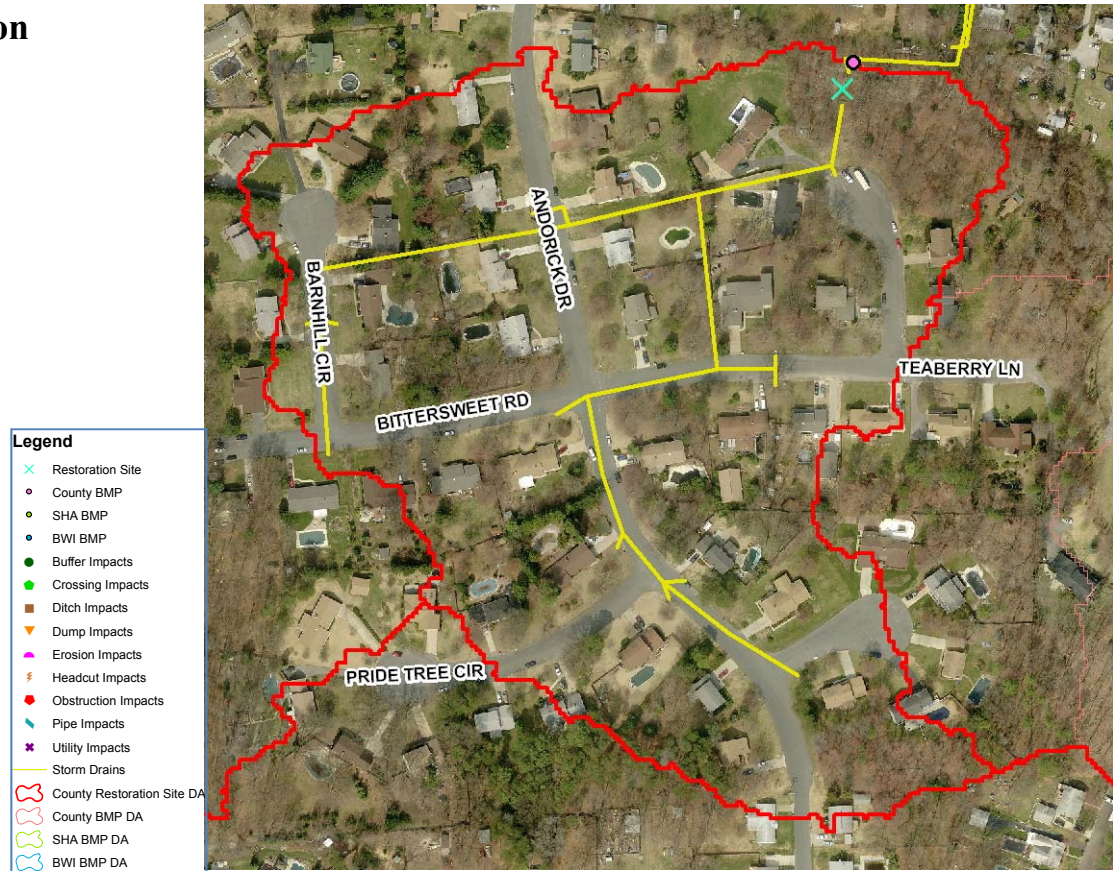 on
ANDORICK DR
BARNHILL CIR
TEABERRY LN
BITTERSWEET RD
PRIDE TREE CIR
Legend
Restoration Site
County BMP
SHA BMP
BWI BMP
Buffer Impacts
Crossing Impacts
Ditch Impacts
Dump Impacts
Erosion Impacts
Headcut Impacts
Obstruction Impacts
Pipe Impacts
Utility Impacts
Storm Drains
County Restoration Site DA
County BMP DA
SHA BMP DA
BWI BMP DA